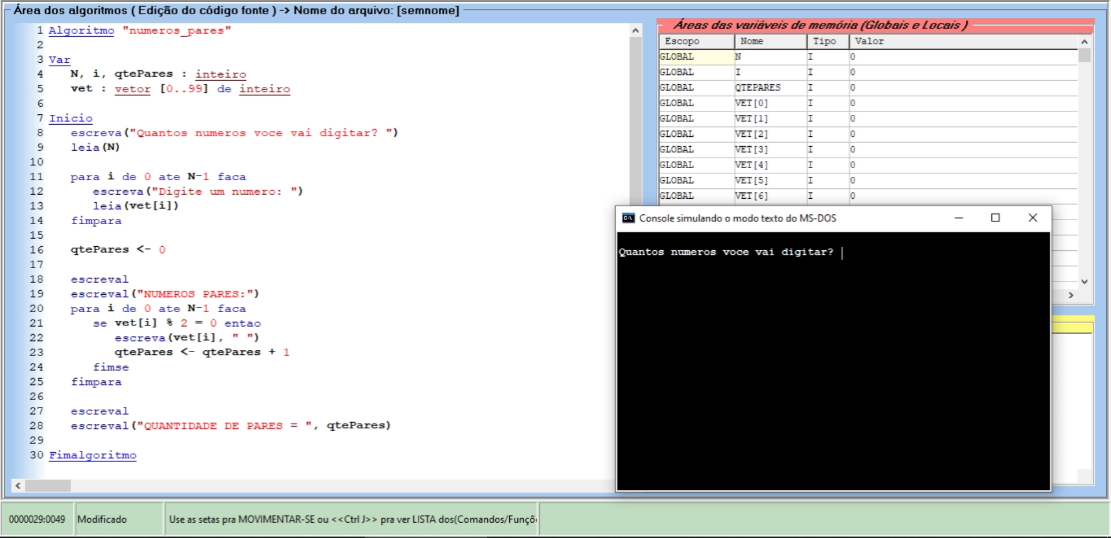 Área dos algoritmos ( Edição do código fonte ) -> Nome do arquivo: [semnome]
1 Algoritmo "numeros_pares"
2
3 Var
4 N, i, qtePares : inteiro
5 vet : vetor [0..99] de inteiro
6
7 Inicio
8 escreva("Quantos numeros voce vai digitar? ")
9 leia(N)
10
11 para i de 0 ate N-1 faca
12 escreva("Digite um numero: ")
13 leia(vet[i])
14 fimpara
15
16 qtePares <- 0
17
18 escreval
19 escreval("NUMEROS PARES:")
20 para i de 0 ate N-1 faca
21 se vet[i] % 2 = 0 entao
22 escreva(vet[i], " ")
23 qtePares <- qtePares + 1
24 fimse
25 fimpara
26
27 escreval
28 escreval("QUANTIDADE DE PARES = ", qtePares)
29
30 Fimalgoritmo
Áreas das variáveis de memória (Globais e Locais )
Escopo Nome Tipo Valor
GLOBAL N I 0
GLOBAL I I 0
GLOBAL QTEPARES I 0
GLOBAL VET[0] I 0
GLOBAL VET[1] I 0
GLOBAL VET[2] I 0
GLOBAL VET[3] I 0
GLOBAL VET[4] I 0
GLOBAL VET[5] I 0
GLOBAL VET[6] I 0
Console simulando o modo texto do MS-DOS
Quantos numeros voce vai digitar?
0000029:0049 Modificado Use as setas pra MOVIMENTAR-SE ou <<Ctrl J>> pra ver LISTA dos(Comandos/Funçõ